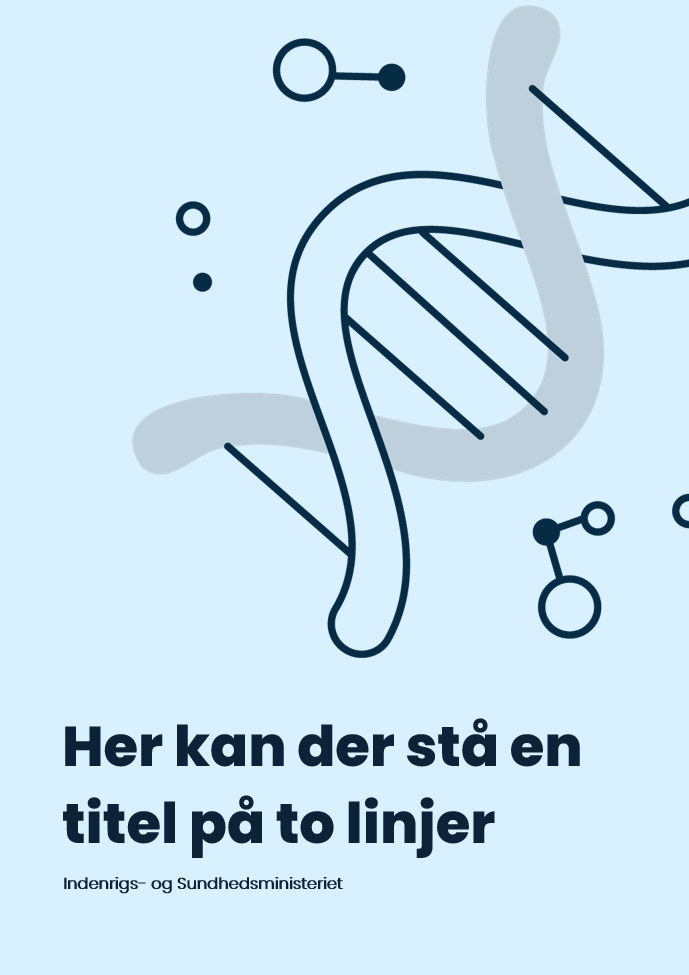 Her kan der stå en
titel på to linjer
Indenrigs- og Sundhedsministeriet